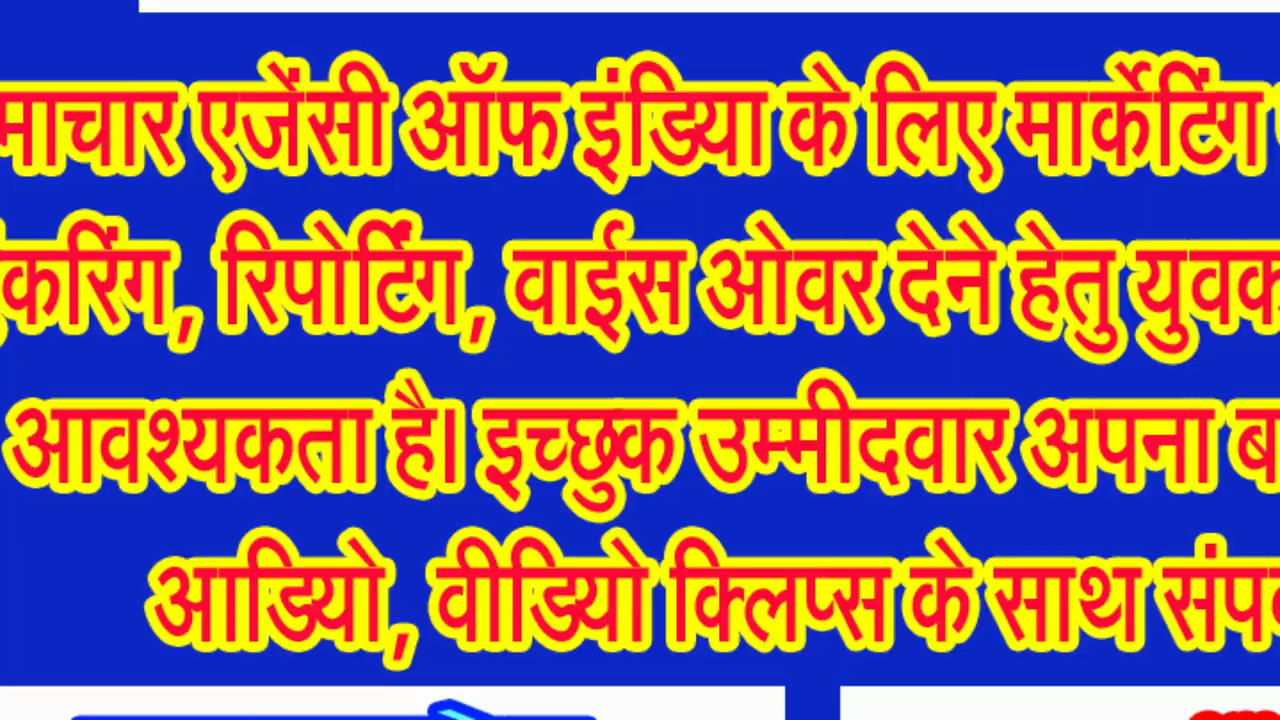 माचार एजेंसी ऑफ इंडिया के लिए मार्केटिंग
करिंग, रिपोर्टिंग, वाईस ओवर देने हेतु युवक
आवश्यकता है। इच्छुक उम्मीदवार अपना ब
आडियो, वीडियो क्लिप्स के साथ संप